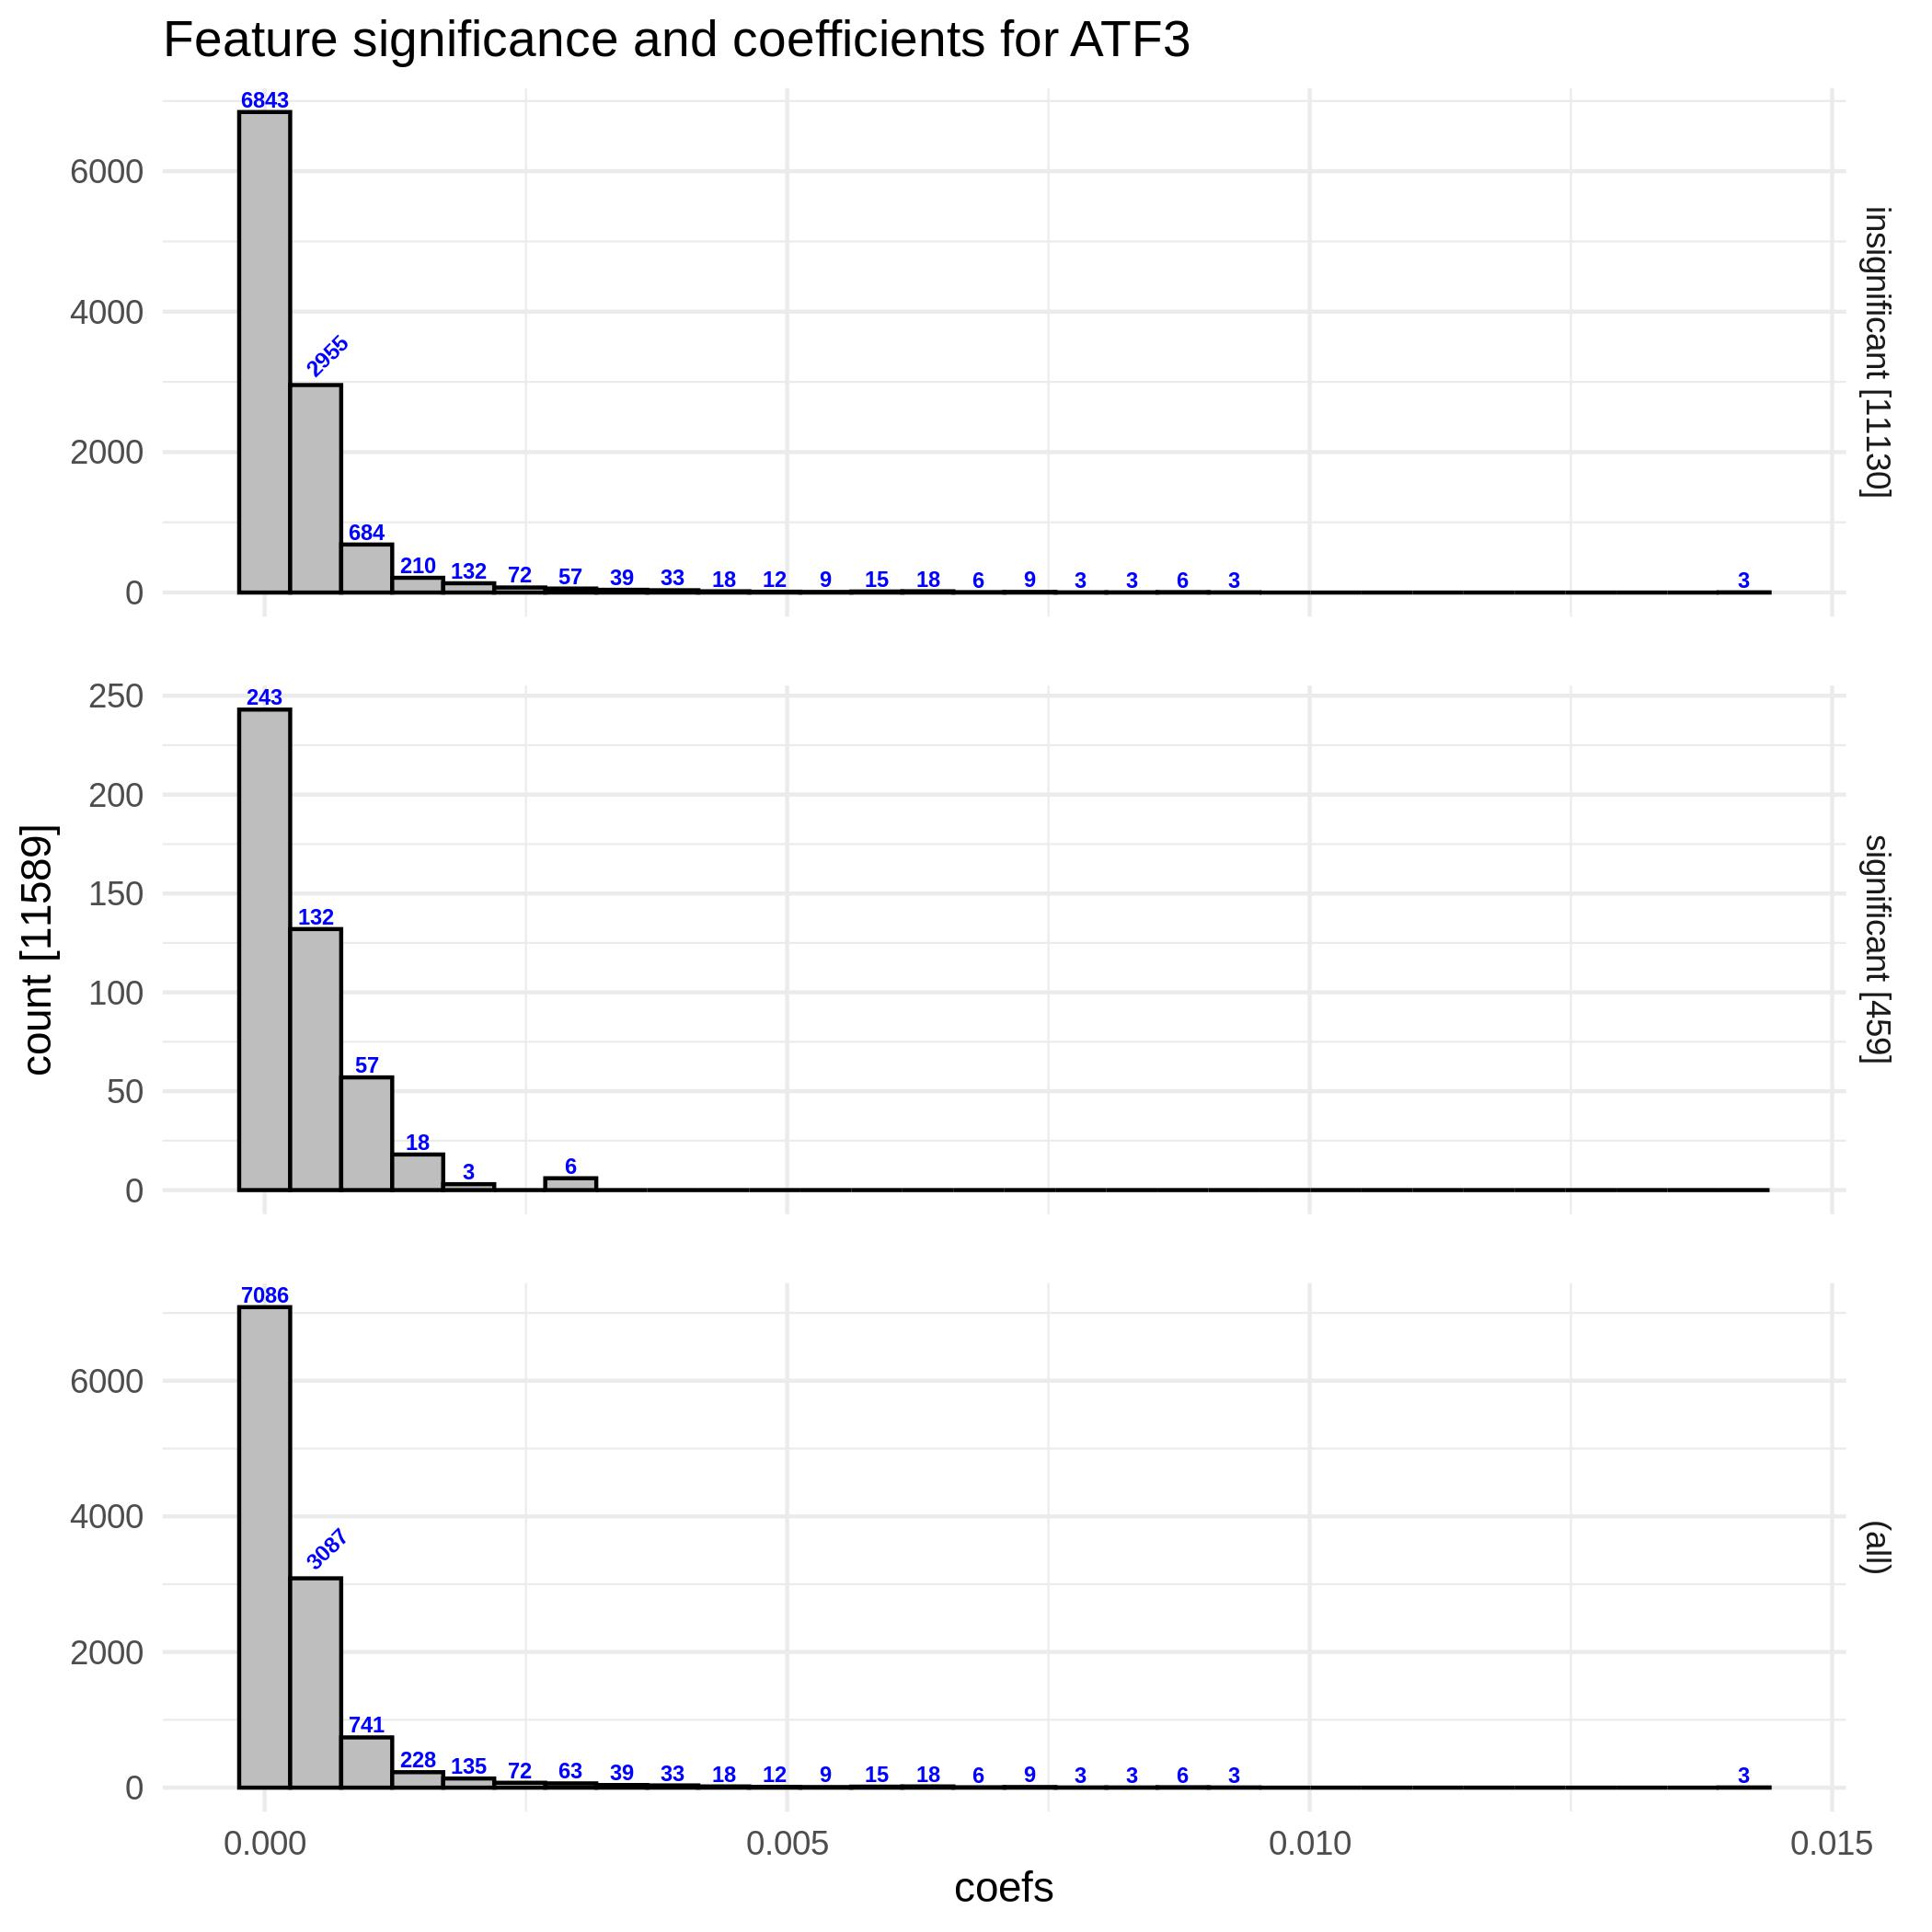 Feature significance and coefficients for ATF3
6843
6000
4000
2955
2000
684
210 132 72 57 39 33 18 12 9 15 18 6 9 3 3 6 3 3
0
insignificant [11130]
250
243
200
150
132
100
57
50
18
3
6
0
significant [459]
count [11589]
7086
6000
4000
3087
2000
741
228 135 72 63 39 33 18 12 9 15 18 6 9 3 3 6 3 3
0
(all)
0.000 0.005 0.010 0.015
coefs